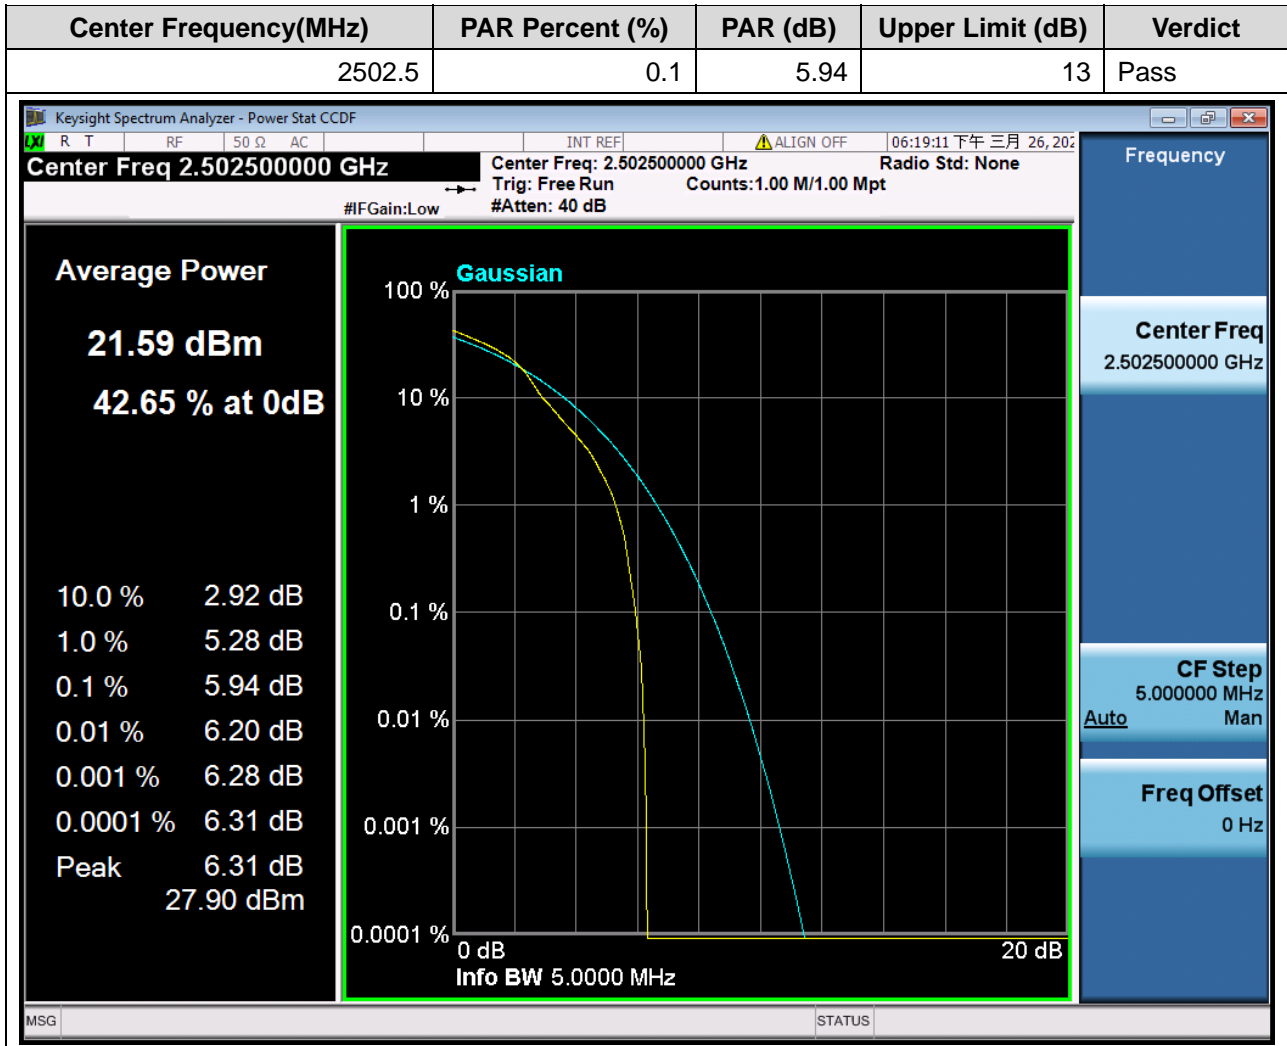 Center Frequency(MHz) PAR Percent (%) PAR (dB) Upper Limit (dB) Verdict
2502.5 0.1 5.94 13 Pass
Keysight Spectrum Analyzer - Power Stat CCDF
LXI R T RF 50 Ω AC INT REF ALIGN OFF 06:19:11 下午 三月 26, 202
Center Freq 2.502500000 GHz
Center Freq: 2.502500000 GHz Radio Std: None
Trig: Free Run Counts:1.00 M/1.00 Mpt
#IFGain:Low #Atten: 40 dB
Average Power
21.59 dBm
42.65 % at 0dB
10.0 % 2.92 dB
1.0 % 5.28 dB
0.1 % 5.94 dB
0.01 % 6.20 dB
0.001 % 6.28 dB
0.0001 % 6.31 dB
Peak 6.31 dB
27.90 dBm
Gaussian
100 %
10 %
1 %
0.1 %
0.01 %
0.001 %
0.0001 %
0 dB 20 dB
Info BW 5.0000 MHz
Frequency
Center Freq
2.502500000 GHz
CF Step
5.000000 MHz
Auto Man
Freq Offset
0 Hz
MSG STATUS